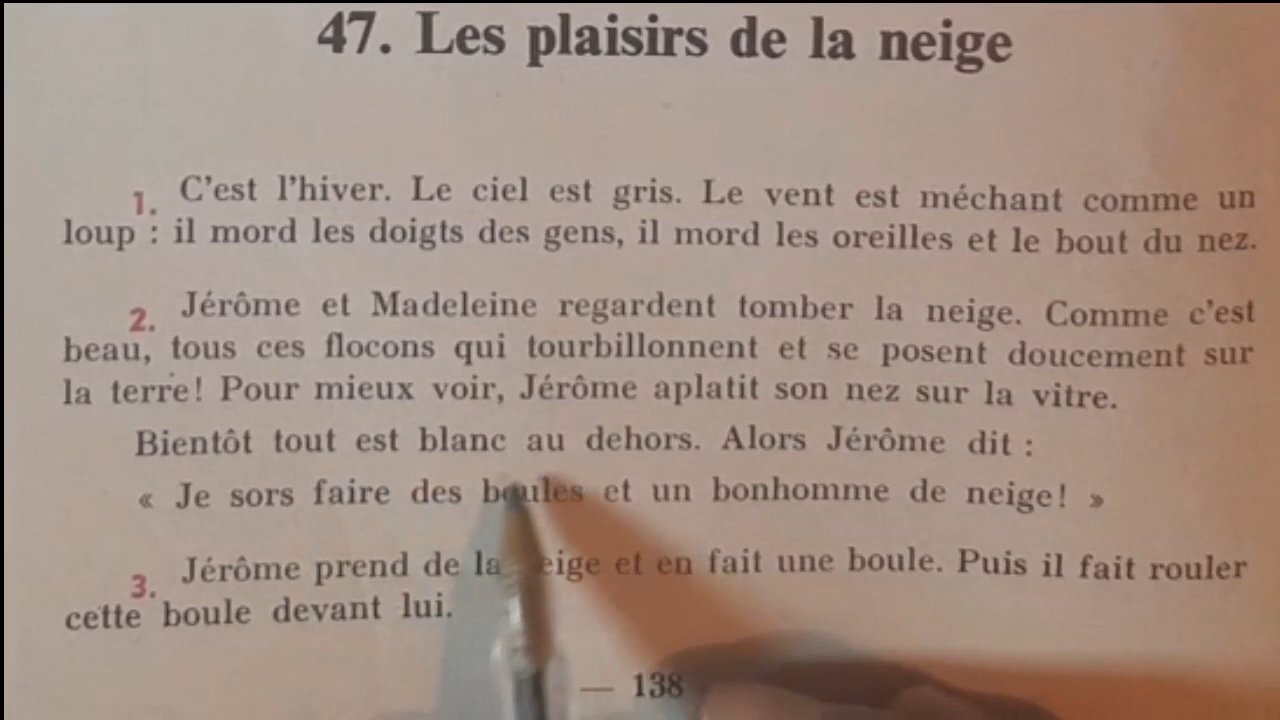 47. Les plaisirs de la neige
1. C'est l'hiver. Le ciel est gris. Le vent est méchant comme un
loup : il mord les doigts des gens, il mord les oreilles et le bout du nez.
2. Jérôme et Madeleine regardent tomber la neige. Comme c'est
beau, tous ces flocons qui tourbillonnent et se posent doucement sur
la terre! Pour mieux voir, Jérôme aplatit son nez sur la vitre.
Bientôt tout est blanc au dehors. Alors Jérôme dit :
« Je sors faire des boules et un bonhomme de neige! »
3. Jérôme prend de la neige et en fait une boule. Puis il fait rouler
cette boule devant lui.
— 138